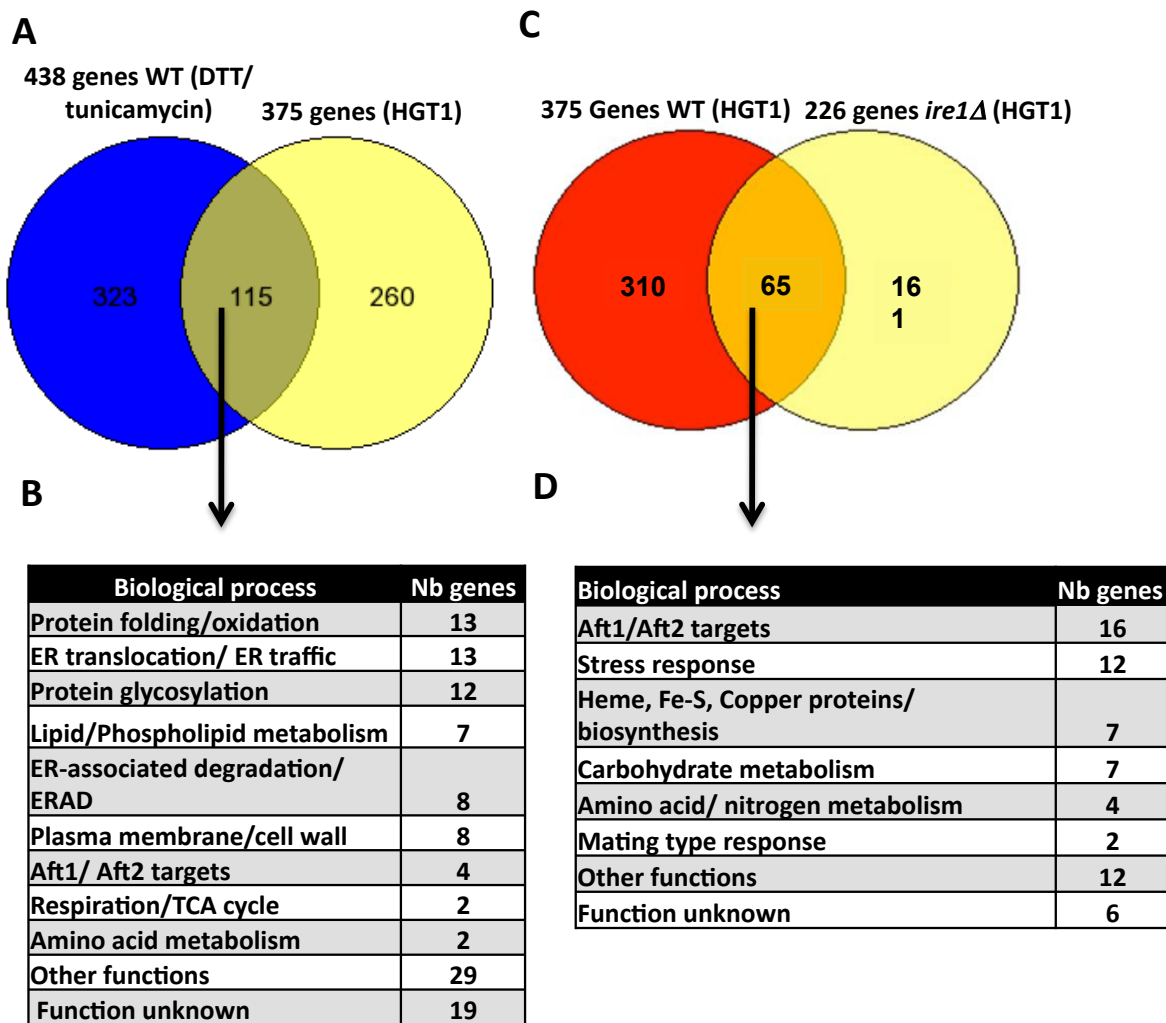 A
438 genes WT (DTT/
tunicamycin)
375 genes (HGT1)
323
115
260
B
Biological process Nb genes
Protein folding/oxidation 13
ER translocation/ ER traffic 13
Protein glycosylation 12
Lipid/Phospholipid metabolism 7
ER-associated degradation/
ERAD 8
Plasma membrane/cell wall 8
Aft1/ Aft2 targets 4
Respiration/TCA cycle 2
Amino acid metabolism 2
Other functions 29
Function unknown 19
C
375 Genes WT (HGT1)
226 genes ire1Δ (HGT1)
310
65
16
1
D
Biological process Nb genes
Aft1/Aft2 targets 16
Stress response 12
Heme, Fe-S, Copper proteins/
biosynthesis 7
Carbohydrate metabolism 7
Amino acid/ nitrogen metabolism 4
Mating type response 2
Other functions 12
Function unknown 6